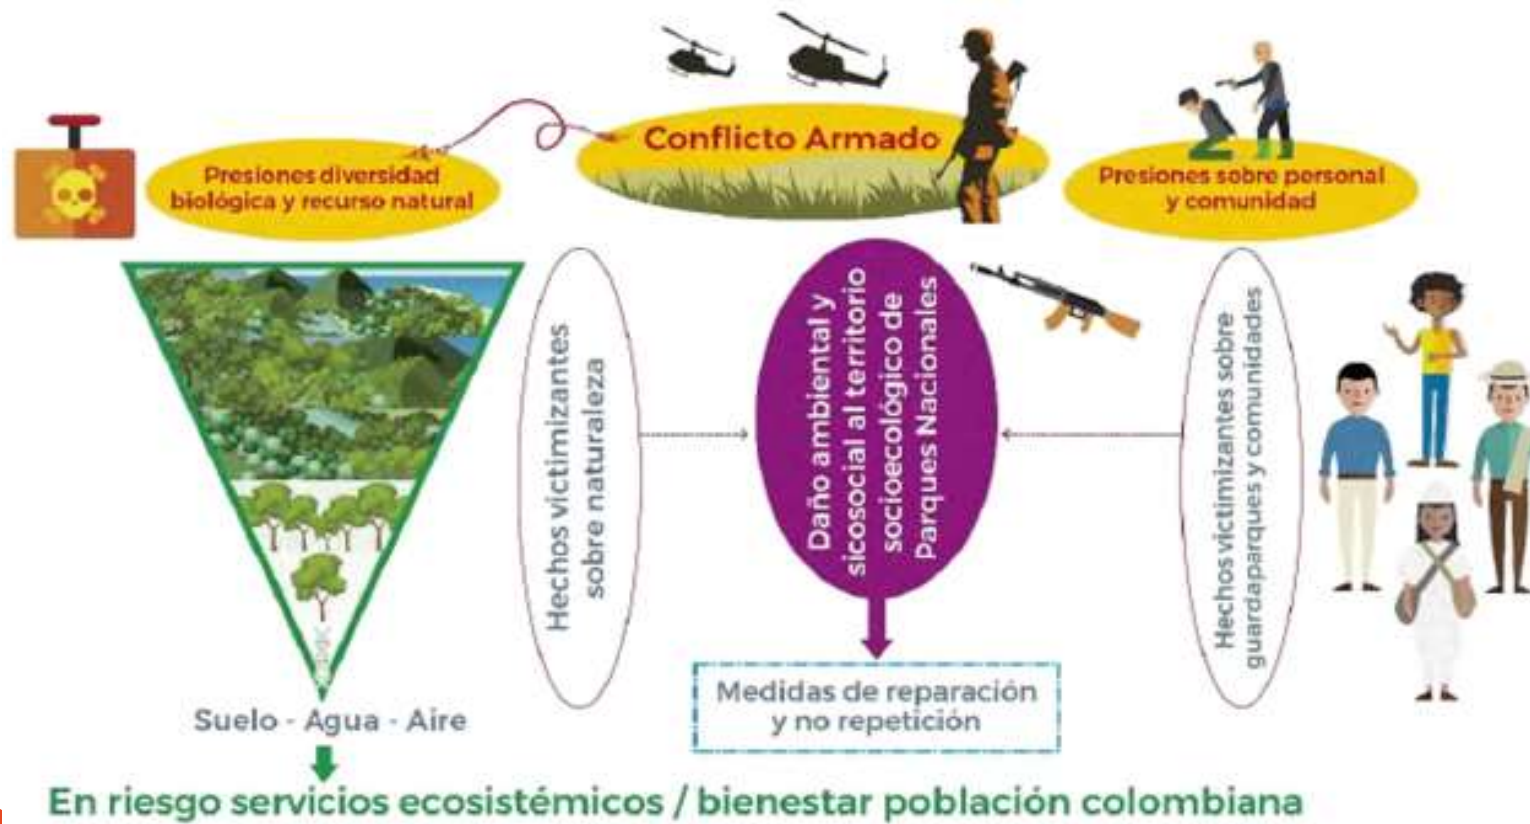 Conflicto Armado
Presiones diversidad
biológica y recurso natural
Presiones sobre personal
y comunidad
Hechos victimizantes
sobre naturaleza
Daño ambiental y
sicosocial al territorio
socioecológico de
Parques Nacionales
Hechos victimizantes sobre
guardaparques y comunidades
Medidas de reparación
y no repetición
Suelo - Agua - Aire
En riesgo servicios ecosistémicos / bienestar población colombiana